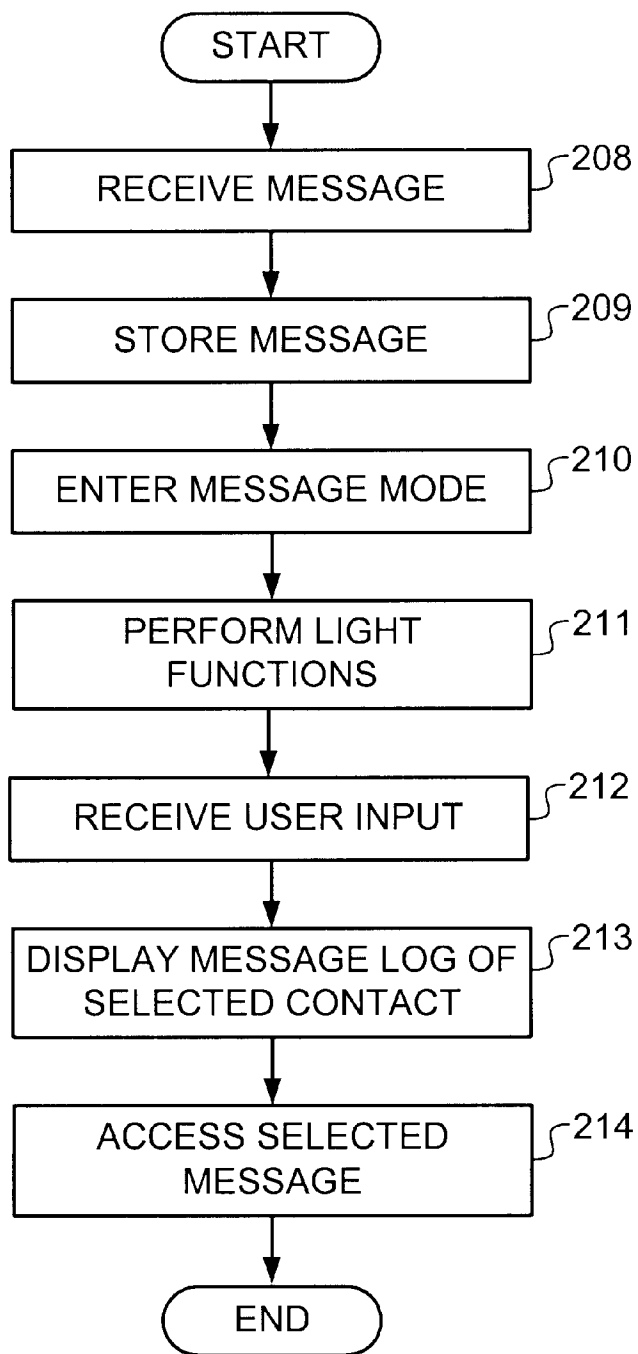 START
RECEIVE MESSAGE
208
STORE MESSAGE
209
ENTER MESSAGE MODE
210
PERFORM LIGHT
FUNCTIONS
211
RECEIVE USER INPUT
212
DISPLAY MESSAGE LOG OF
SELECTED CONTACT
213
ACCESS SELECTED
MESSAGE
214
END